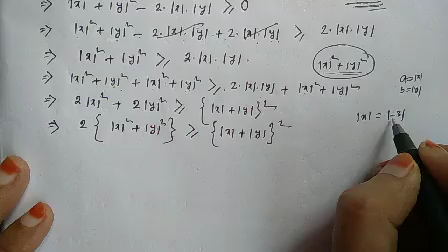 ⇒ |x|² + |y|² - 2·|x|·|y| ≥ 0
⇒ |x|² + |y|² - 2·|x|·|y| + 2·|x|·|y| ≥ 2·|x|·|y|
⇒ |x|² + |y|² ≥ 2·|x|·|y|.
|x|² + |y|²
⇒ |x|² + |y|² + |x|² + |y|² ≥ 2·|x|·|y| + |x|² + |y|²
a=|x|
b=|y|
⇒ 2|x|² + 2|y|² ≥ {|x| + |y|}²
|x| = |-x|
⇒ 2{|x|² + |y|²} ≥ {|x| + |y|}²